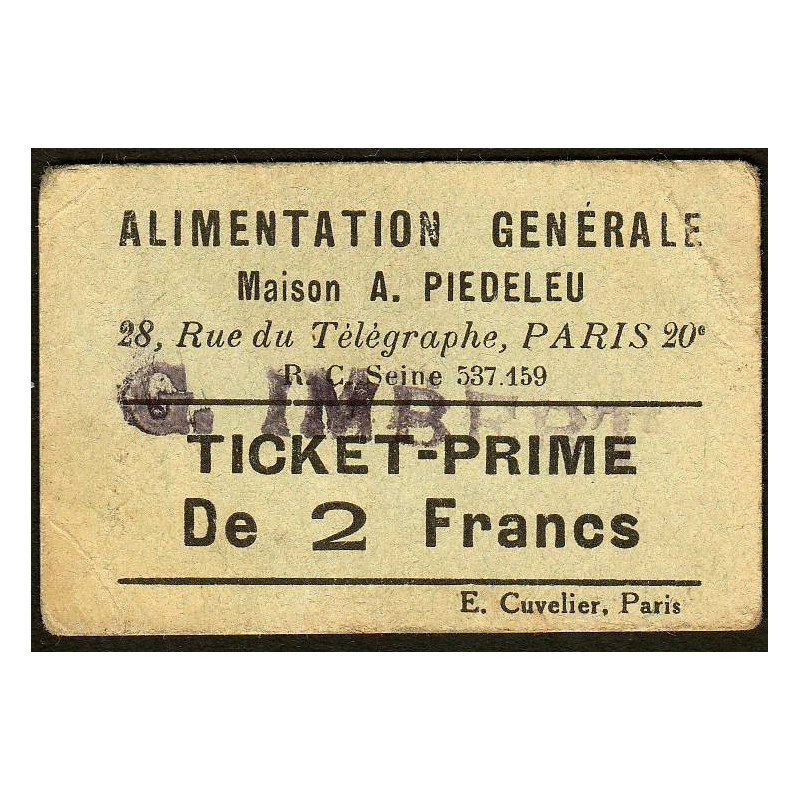 ALIMENTATION GENÉRALE
Maison A. PIEDELEU
28, Rue du Télégraphe, PARIS 20e
R. C. Seine 537.159
G. IMBERT
TICKET-PRIME
De 2 Francs
E. Cuvelier, Paris